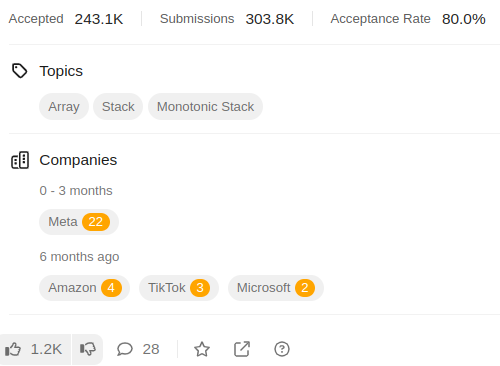 Accepted 243.1K Submissions 303.8K Acceptance Rate 80.0%
Topics
Array Stack Monotonic Stack
Companies
0 - 3 months
Meta 22
6 months ago
Amazon 4 TikTok 3 Microsoft 2
1.2K 28